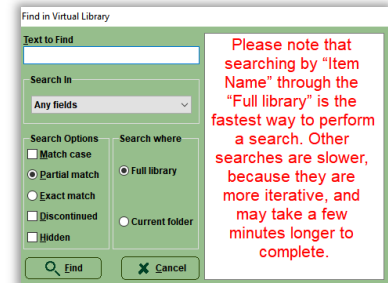 Find in Virtual Library
Text to Find
Search In
Any fields
Search Options
Match case
Partial match
Exact match
Discontinued
Hidden
Search where
Full library
Current folder
Find
Cancel
Please note that
searching by “Item
Name” through the
“Full library” is the
fastest way to perform
a search. Other
searches are slower,
because they are
more iterative, and
may take a few
minutes longer to
complete.